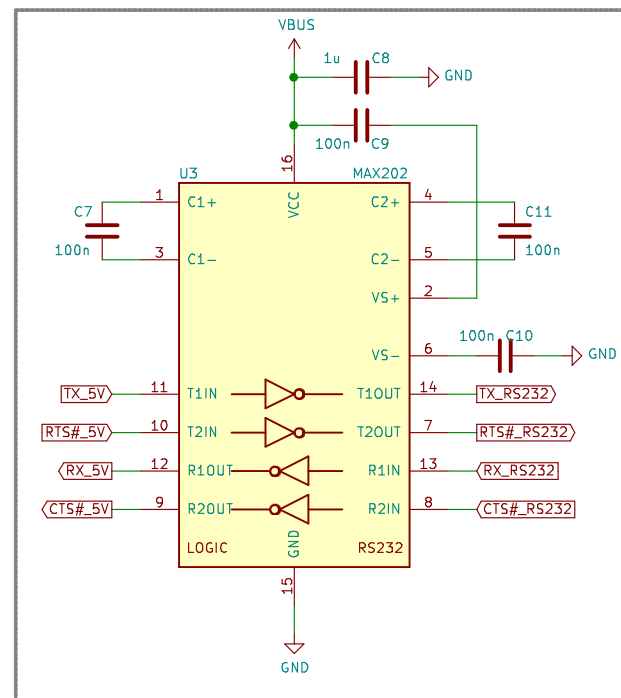 VBUS
1u C8
GND
100n C9
16
U3 MAX202
VCC
1 C1+ C2+ 4
C7 C11
100n 100n
3 C1- C2- 5
VS+ 2
100n C10
VS- 6 GND
TX_5V 11 T1IN T1OUT 14 TX_RS232
RTS#_5V 10 T2IN T2OUT 7 RTS#_RS232
RX_5V 12 R1OUT R1IN 13 RX_RS232
CTS#_5V 9 R2OUT R2IN 8 CTS#_RS232
GND
LOGIC RS232
15
GND